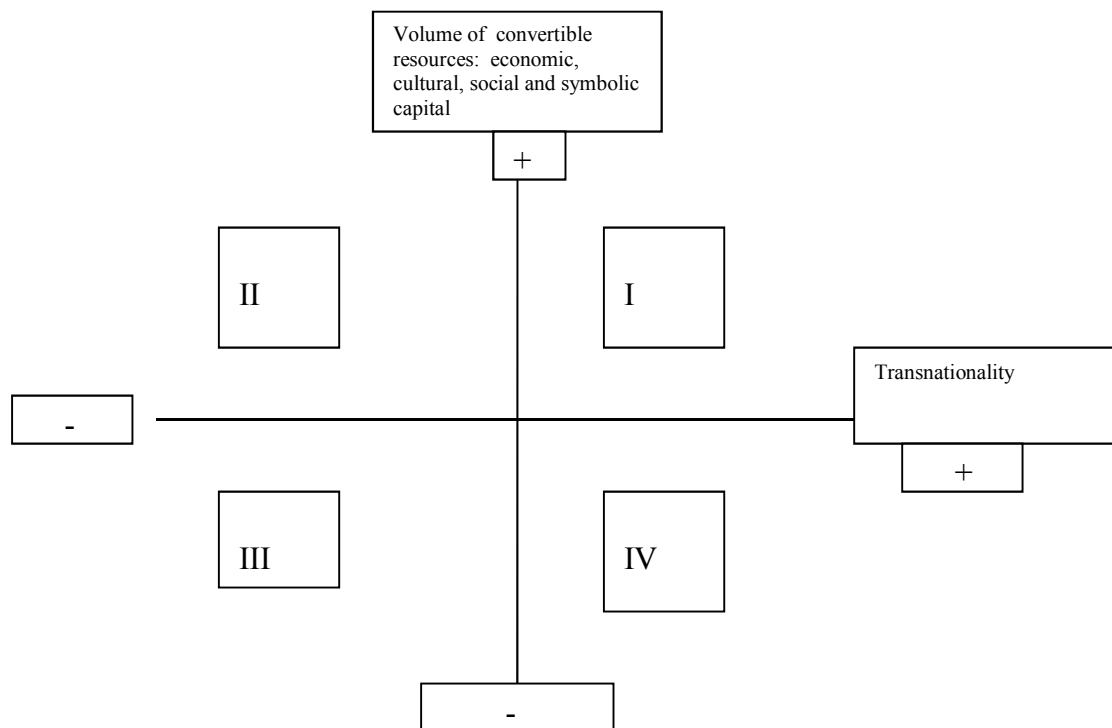 Volume of convertible
resources: economic,
cultural, social and symbolic
capital
+
II
I
Transnationality
-
+
III
IV
-